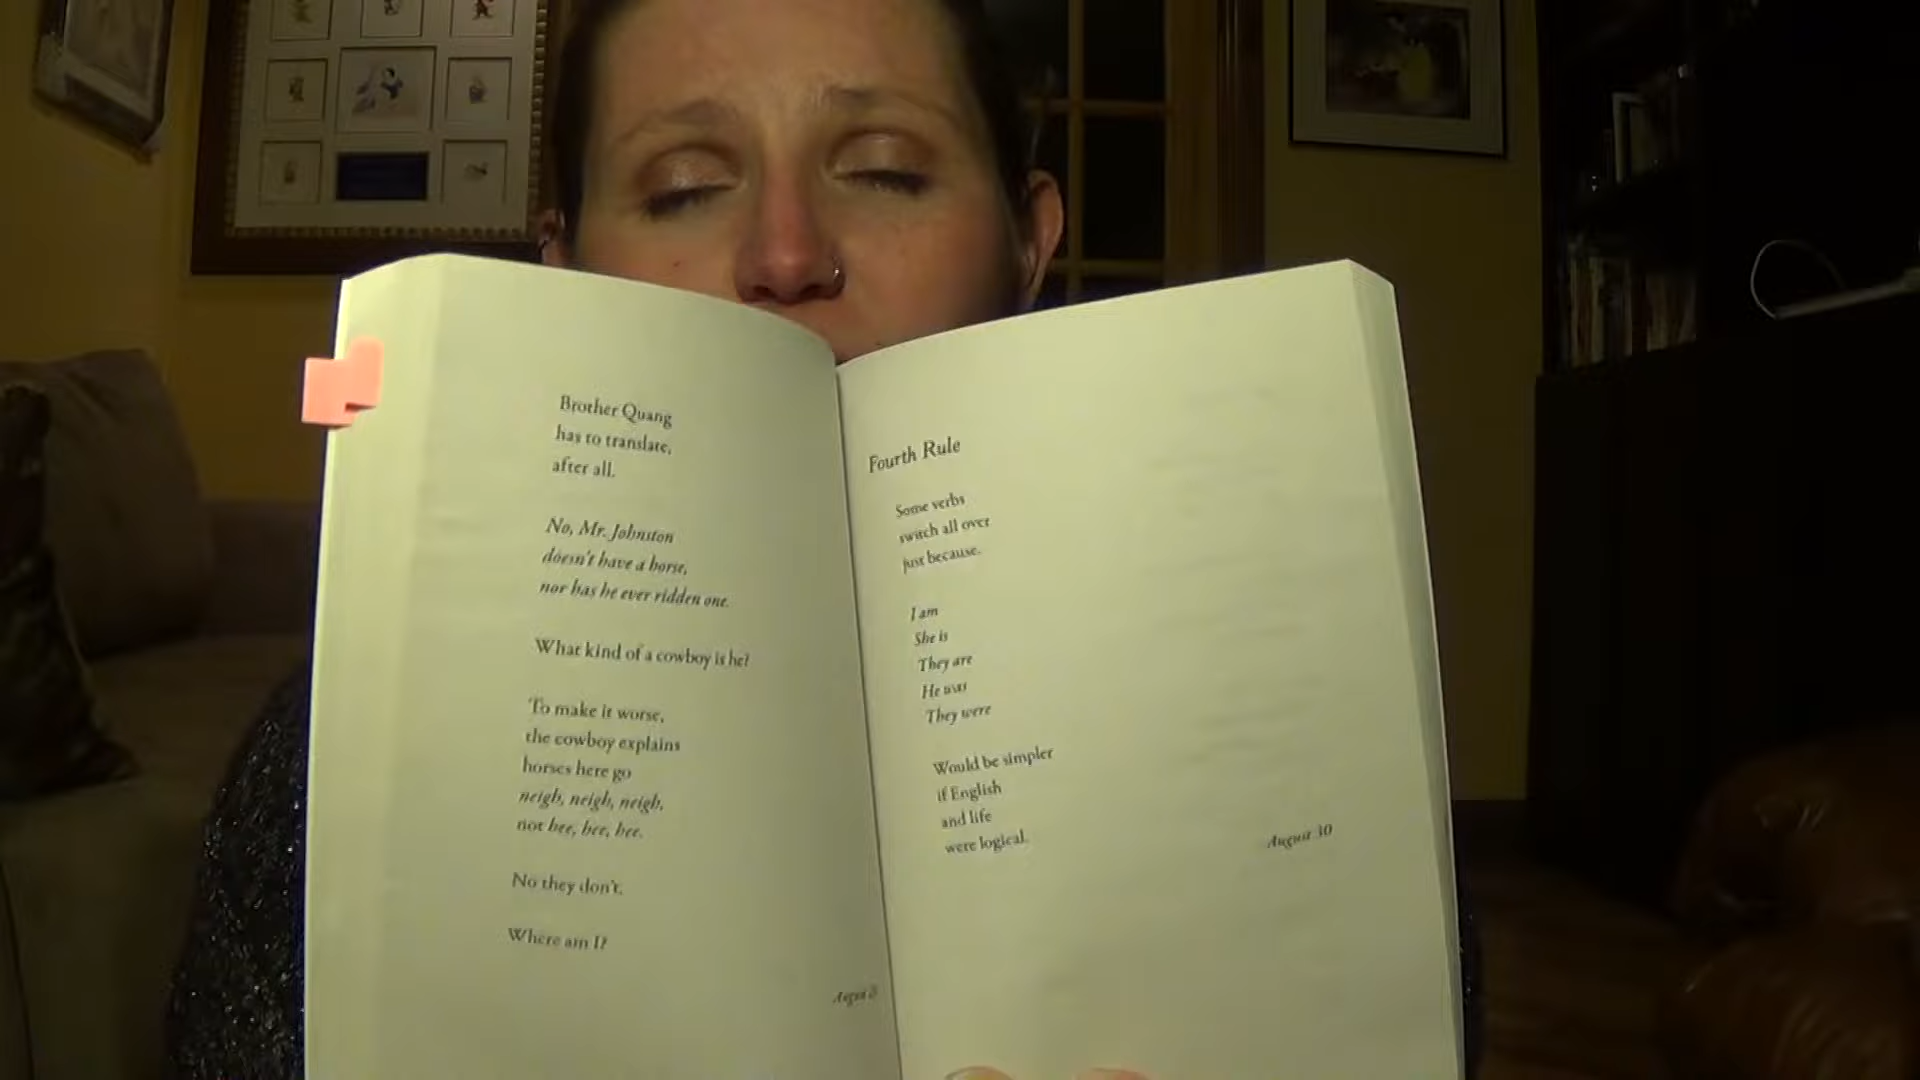 Brother Quang
has to translate,
after all.
No, Mr. Johnston
doesn't have a horse,
nor has he ever ridden one.
What kind of a cowboy is he?
To make it worse,
the cowboy explains
horses here go
neigh, neigh, neigh,
not hee, hee, hee.
No they don't.
Where am I?
Fourth Rule
Some verbs
switch all over
just because.
I am
She is
They are
He was
They were
Would be simpler
if English
and life
were logical.
August 30